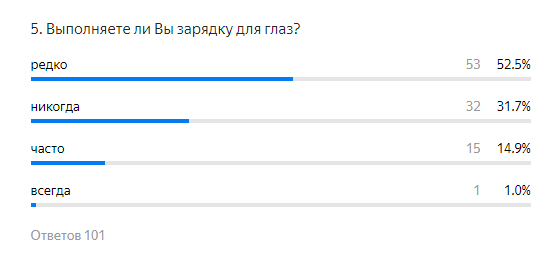 5. Выполняете ли Вы зарядку для глаз?
редко 53 52.5%
никогда 32 31.7%
часто 15 14.9%
всегда 1 1.0%
Ответов 101